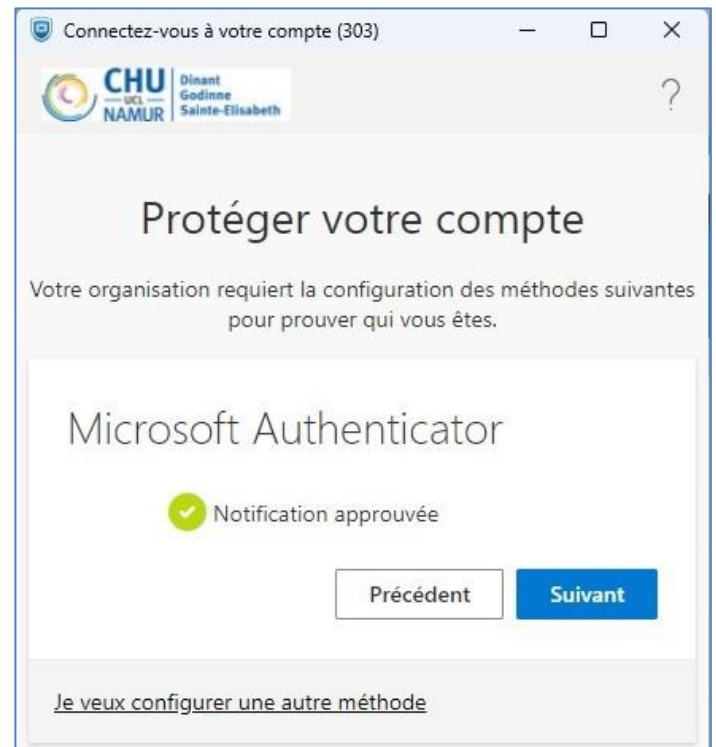 Connectez-vous à votre compte (303)
CHU
UCL
NAMUR
Dinant
Godinne
Sainte-Elisabeth
?
Protéger votre compte
Votre organisation requiert la configuration des méthodes suivantes
pour prouver qui vous êtes.
Microsoft Authenticator
Notification approuvée
Précédent
Suivant
Je veux configurer une autre méthode